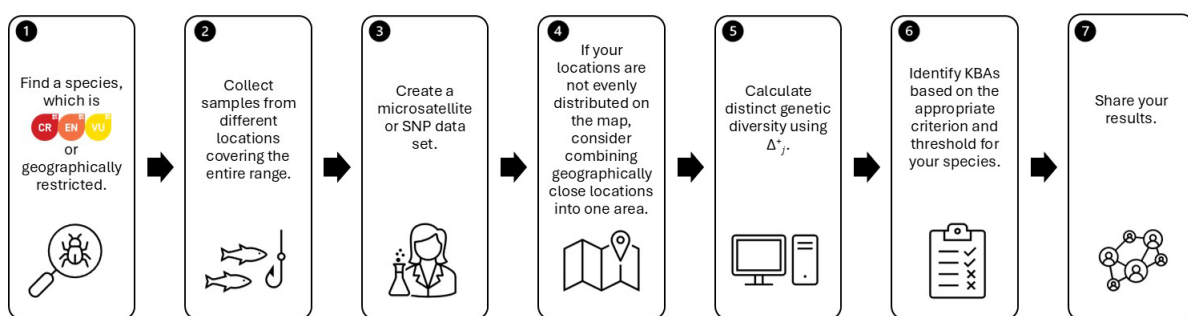 1
Find a species,
which is
CR EN VU
or
geographically
restricted.
2
Collect
samples from
different
locations
covering the
entire range.
3
Create a
microsatellite
or SNP data
set.
4
If your
locations are
not evenly
distributed on
the map,
consider
combining
geographically
close locations
into one area.
5
Calculate
distinct genetic
diversity using
Δ⁺ⱼ.
6
Identify KBAs
based on the
appropriate
criterion and
threshold for
your species.
7
Share your
results.